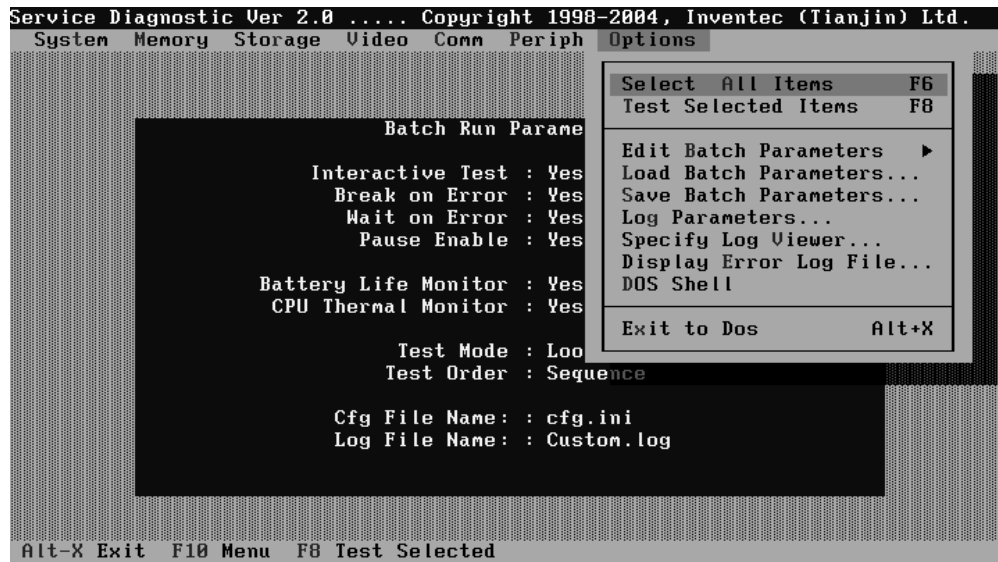 Service Diagnostic Ver 2.0 ..... Copyright 1998-2004, Inventec (Tianjin) Ltd.
System Memory Storage Video Comm Periph Options
Select All Items F6
Test Selected Items F8
Edit Batch Parameters ►
Load Batch Parameters...
Save Batch Parameters...
Log Parameters...
Specify Log Viewer...
Display Error Log File...
DOS Shell
Exit to Dos Alt+X
Batch Run Parame
Interactive Test : Yes
Break on Error : Yes
Wait on Error : Yes
Pause Enable : Yes
Battery Life Monitor : Yes
CPU Thermal Monitor : Yes
Test Mode : Loo
Test Order : Sequence
Cfg File Name: : cfg.ini
Log File Name: : Custom.log
Alt-X Exit F10 Menu F8 Test Selected